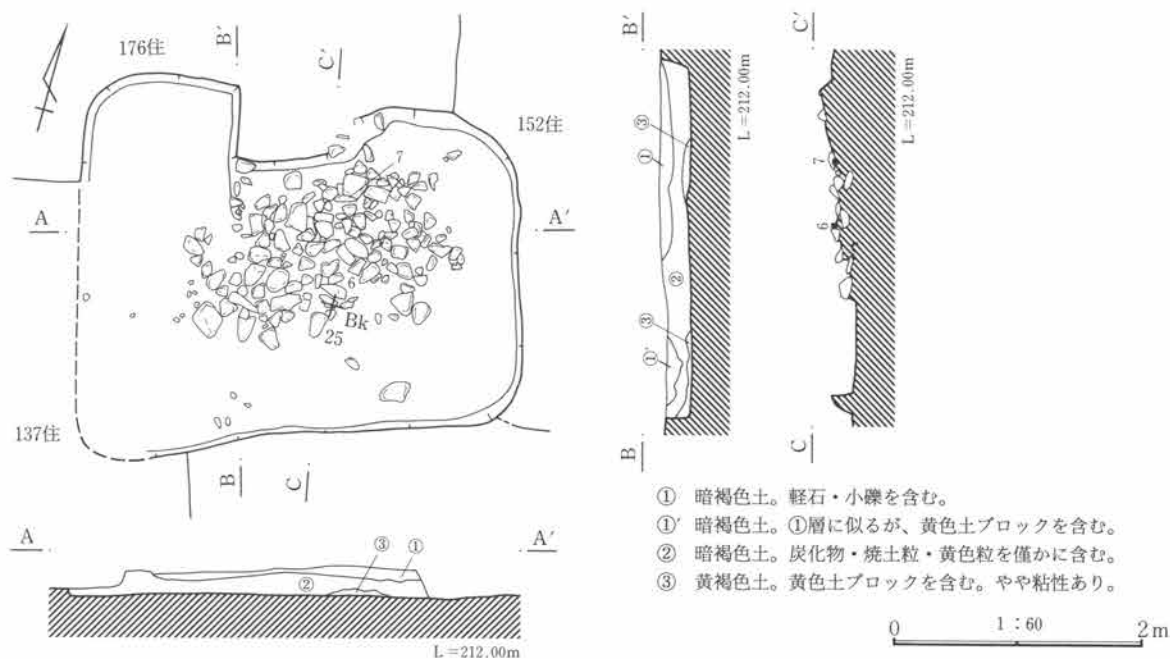 176住
B'
C'
152住
7
A
A'
6
Bk
25
137住
B
C
A
③
①
A'
②
L=212.00m
B'
L=212.00m
③
①
②
③
①'
B
C'
L=212.00m
7
6
C
① 暗褐色土。軽石・小礫を含む。
①' 暗褐色土。①層に似るが、黄色土ブロックを含む。
② 暗褐色土。炭化物・焼土粒・黄色粒を僅かに含む。
③ 黄褐色土。黄色土ブロックを含む。やや粘性あり。
0 1:60 2m